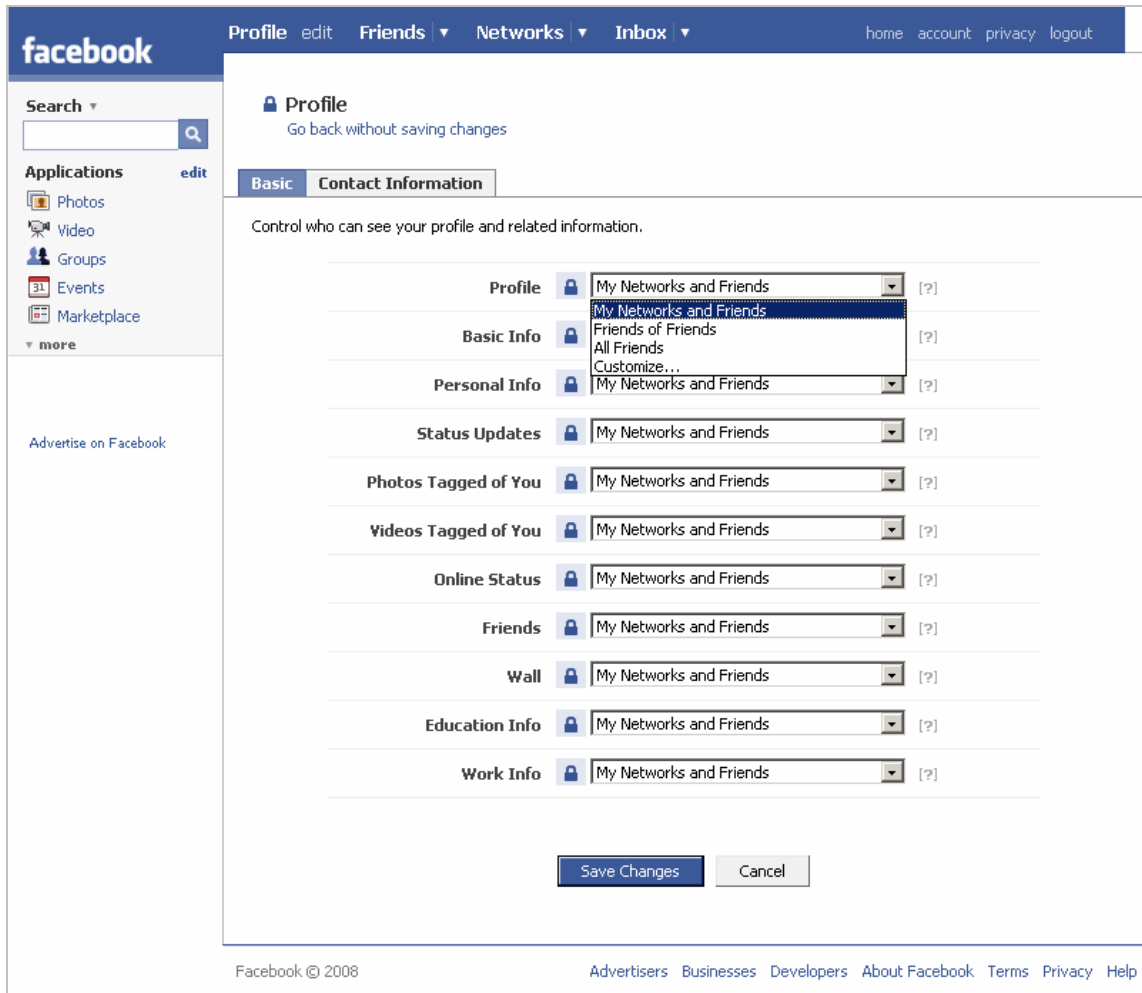 facebook
Profile edit Friends ▾ Networks ▾ Inbox ▾ home account privacy logout
Search ▾
Applications edit
Photos
Video
Groups
31 Events
Marketplace
▾ more
Advertise on Facebook
Profile
Go back without saving changes
Basic Contact Information
Control who can see your profile and related information.
Profile My Networks and Friends [?]
My Networks and Friends
Friends of Friends
All Friends
Customize...
Basic Info [?]
Personal Info My Networks and Friends [?]
Status Updates My Networks and Friends [?]
Photos Tagged of You My Networks and Friends [?]
Videos Tagged of You My Networks and Friends [?]
Online Status My Networks and Friends [?]
Friends My Networks and Friends [?]
Wall My Networks and Friends [?]
Education Info My Networks and Friends [?]
Work Info My Networks and Friends [?]
Save Changes Cancel
Facebook © 2008 Advertisers Businesses Developers About Facebook Terms Privacy Help